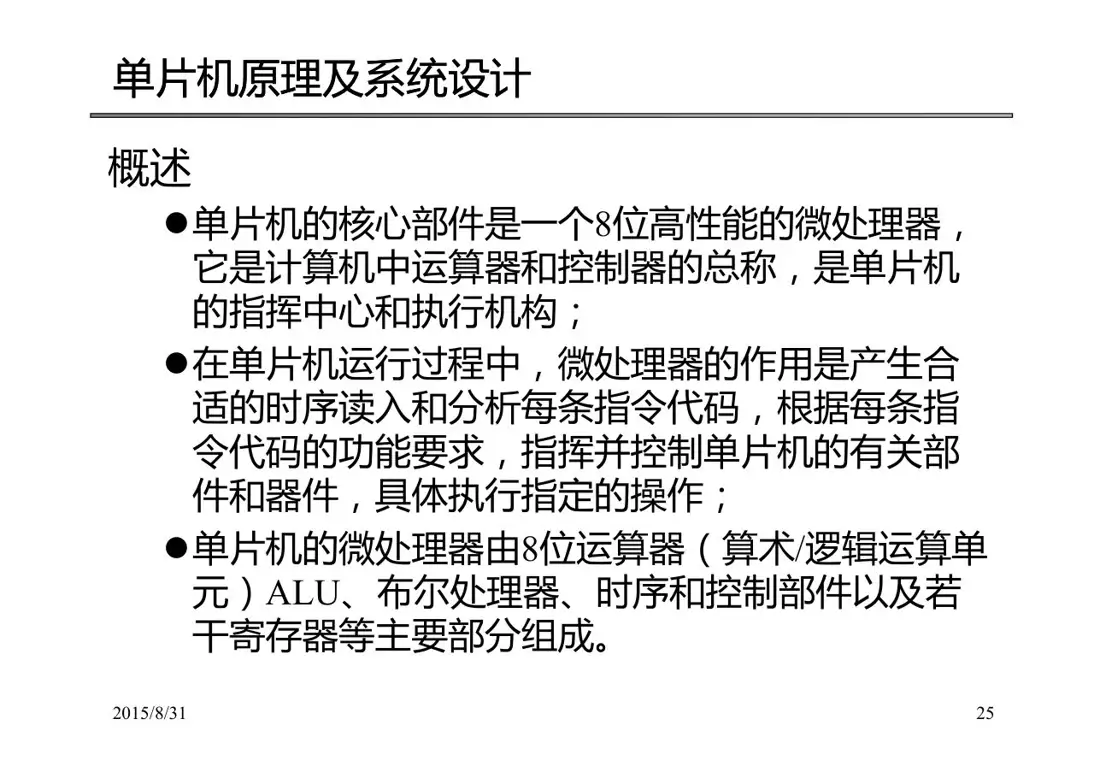 单片机原理及系统设计
概述
●单片机的核心部件是一个8位高性能的微处理器，
它是计算机中运算器和控制器的总称，是单片机
的指挥中心和执行机构；
●在单片机运行过程中，微处理器的作用是产生合
适的时序读入和分析每条指令代码，根据每条指
令代码的功能要求，指挥并控制单片机的有关部
件和器件，具体执行指定的操作；
●单片机的微处理器由8位运算器（算术/逻辑运算单
元）ALU、布尔处理器、时序和控制部件以及若
干寄存器等主要部分组成。
2015/8/31
25